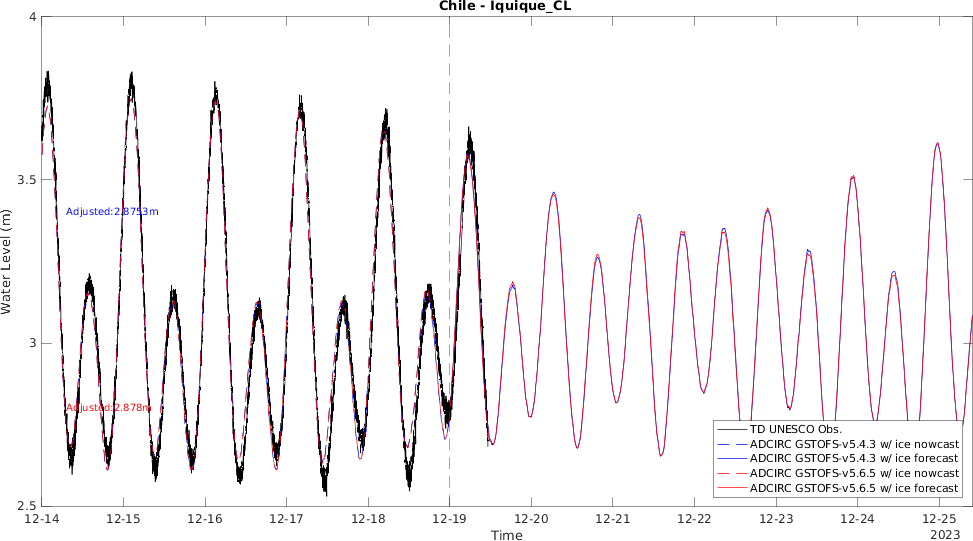 Chile - Iquique_CL
Water Level (m)
4
3.5
3
2.5
Adjusted:2.8753m
Adjusted:2.878m
TD UNESCO Obs.
ADCIRC GSTOFS-v5.4.3 w/ ice nowcast
ADCIRC GSTOFS-v5.4.3 w/ ice forecast
ADCIRC GSTOFS-v5.6.5 w/ ice nowcast
ADCIRC GSTOFS-v5.6.5 w/ ice forecast
12-14 12-15 12-16 12-17 12-18 12-19 12-20 12-21 12-22 12-23 12-24 12-25
Time
2023